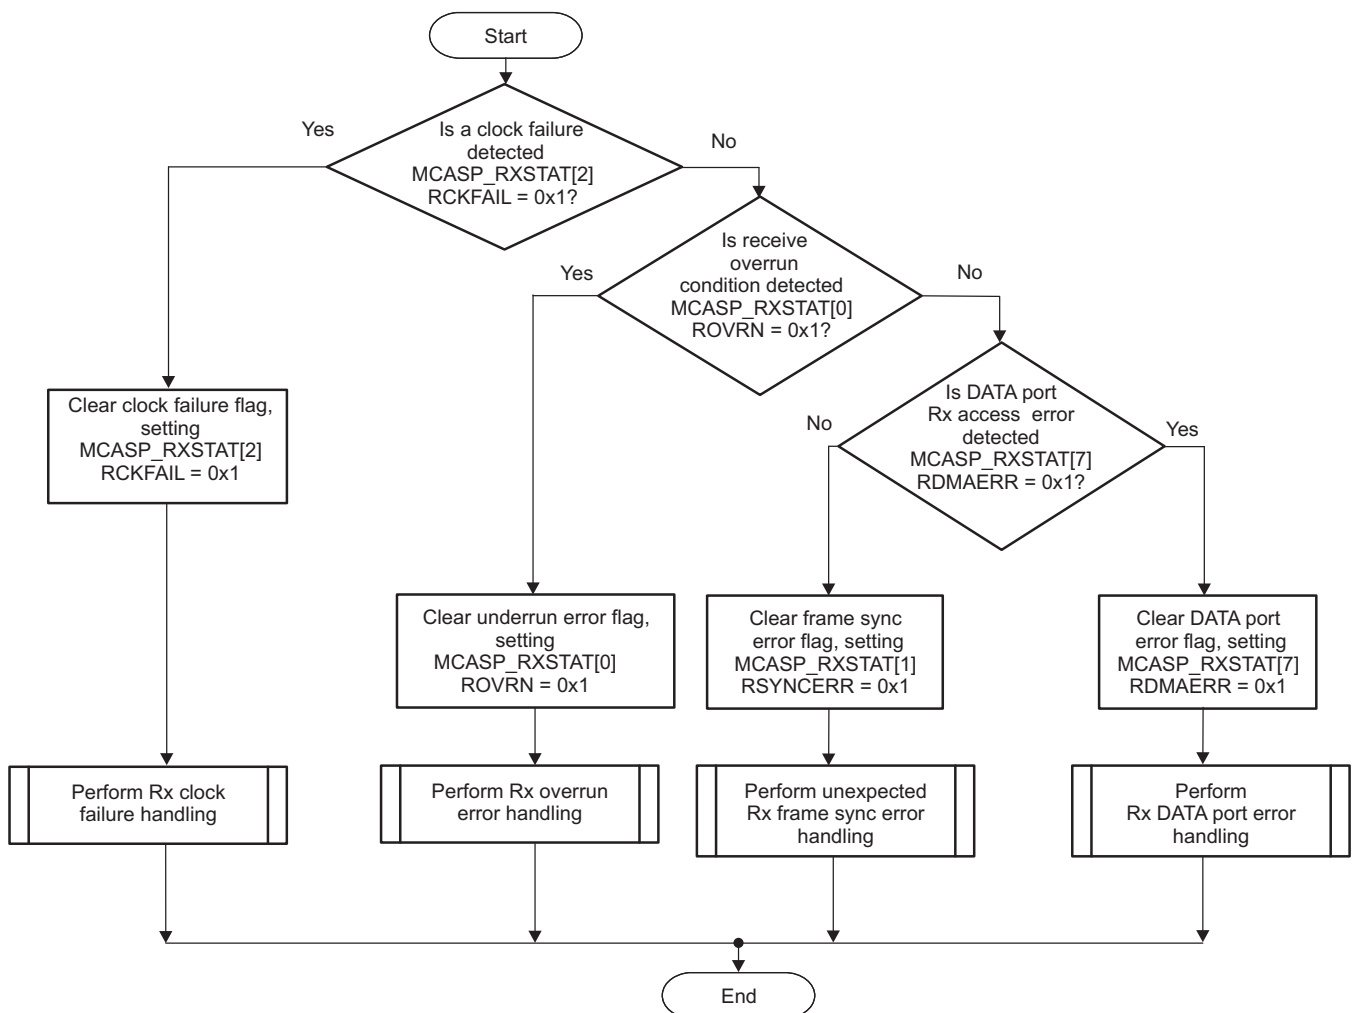 Start
Is a clock failure
detected
MCASP_RXSTAT[2]
RCKFAIL = 0x1?
Yes
No
Is receive
overrun
condition detected
MCASP_RXSTAT[0]
ROVRN = 0x1?
Yes
No
Is DATA port
Rx access error
detected
MCASP_RXSTAT[7]
RDMAERR = 0x1?
No
Yes
Clear clock failure flag,
setting
MCASP_RXSTAT[2]
RCKFAIL = 0x1
Clear underrun error flag,
setting
MCASP_RXSTAT[0]
ROVRN = 0x1
Clear frame sync
error flag, setting
MCASP_RXSTAT[1]
RSYNCERR = 0x1
Clear DATA port
error flag, setting
MCASP_RXSTAT[7]
RDMAERR = 0x1
Perform Rx clock
failure handling
Perform Rx overrun
error handling
Perform unexpected
Rx frame sync error
handling
Perform
Rx DATA port error
handling
End